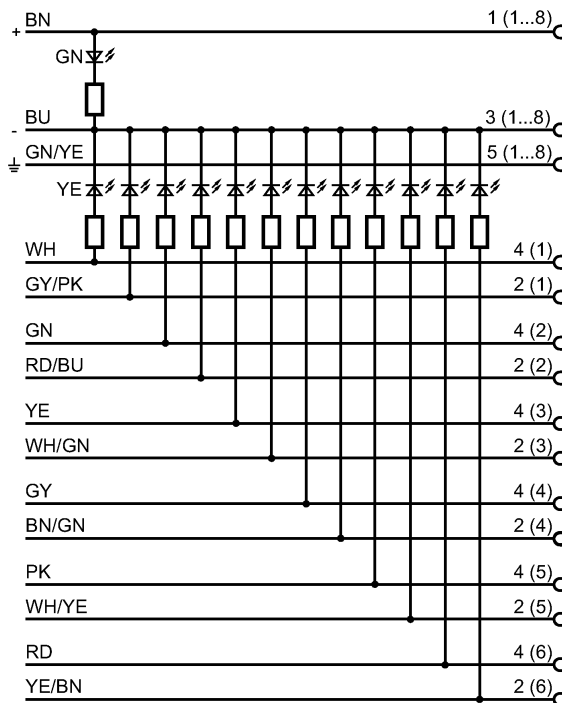 BN 1 (1...8)
+
GN
BU 3 (1...8)
-
GN/YE 5 (1...8)
YE
WH 4 (1)
GY/PK 2 (1)
GN 4 (2)
RD/BU 2 (2)
YE 4 (3)
WH/GN 2 (3)
GY 4 (4)
BN/GN 2 (4)
PK 4 (5)
WH/YE 2 (5)
RD 4 (6)
YE/BN 2 (6)